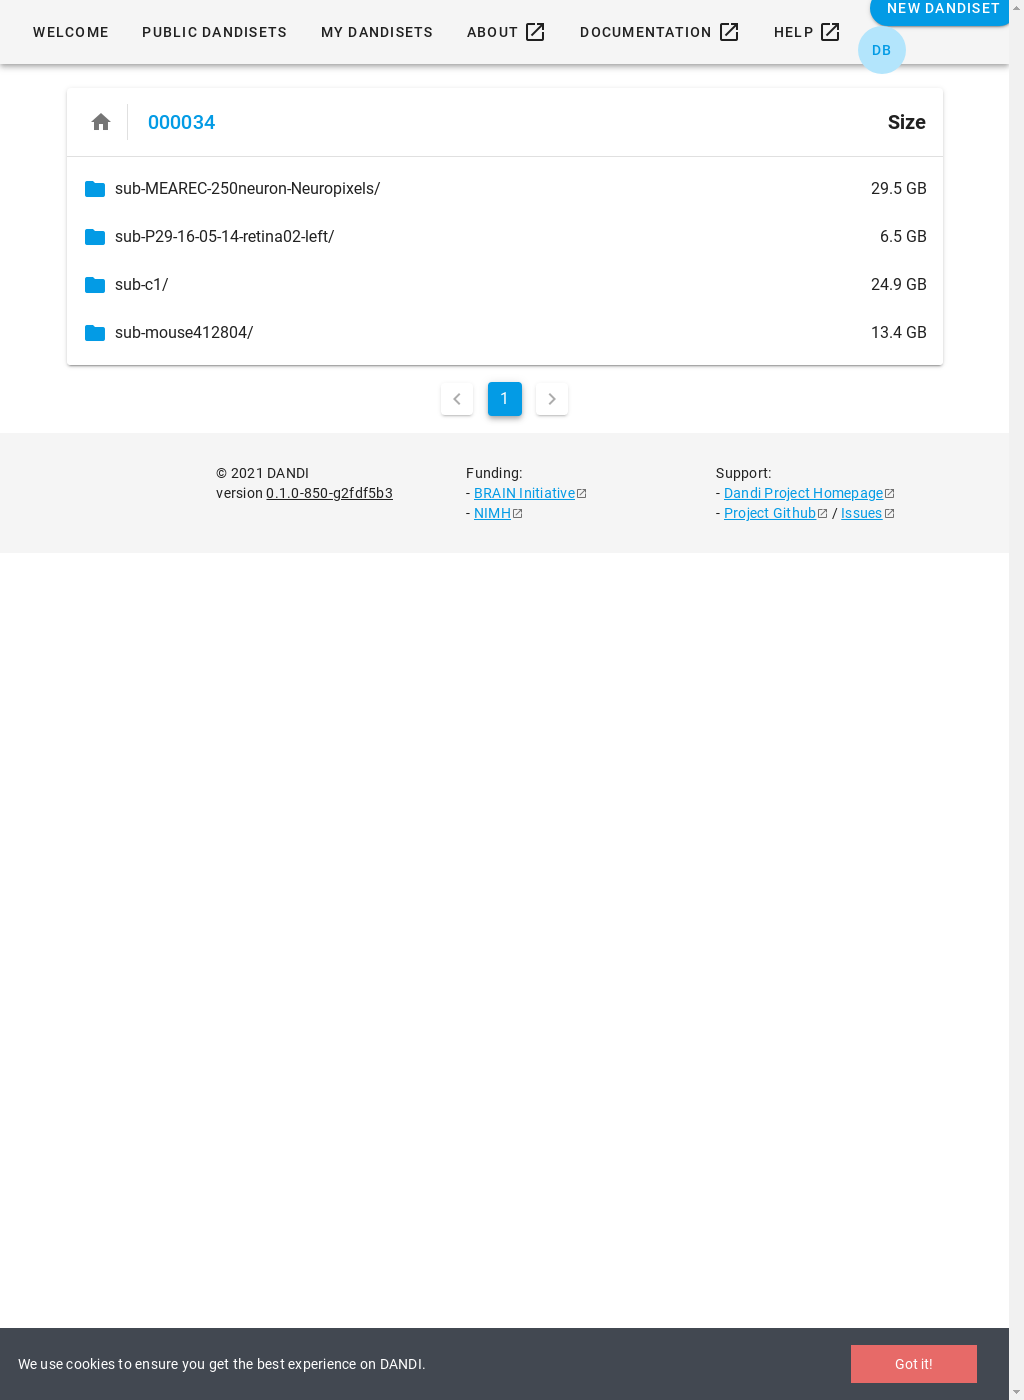 WELCOME PUBLIC DANDISETS MY DANDISETS ABOUT DOCUMENTATION HELP NEW DANDISET
DB
000034 Size
sub-MEAREC-250neuron-Neuropixels/ 29.5 GB
sub-P29-16-05-14-retina02-left/ 6.5 GB
sub-c1/ 24.9 GB
sub-mouse412804/ 13.4 GB
1
© 2021 DANDI
version 0.1.0-850-g2fdf5b3
Funding:
- BRAIN Initiative
- NIMH
Support:
- Dandi Project Homepage
- Project Github / Issues
We use cookies to ensure you get the best experience on DANDI. Got it!